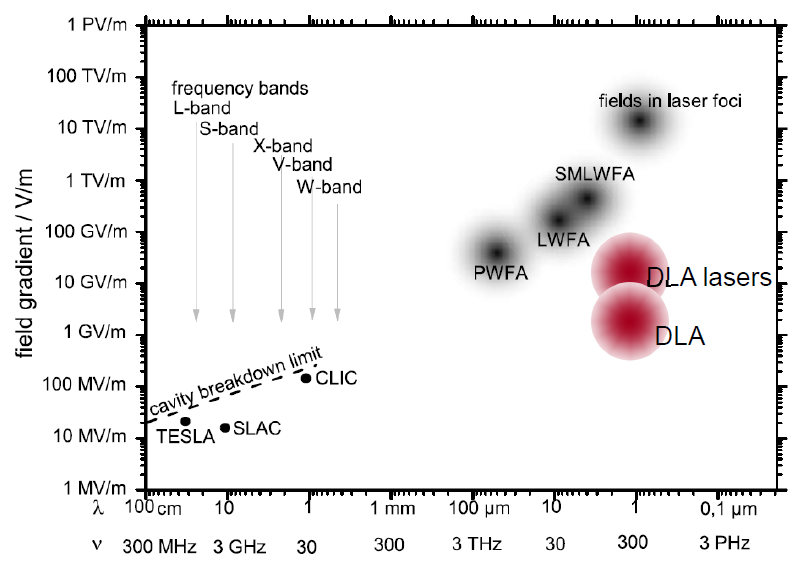 1 PV/m
100 TV/m
10 TV/m
1 TV/m
100 GV/m
10 GV/m
1 GV/m
100 MV/m
10 MV/m
1 MV/m
field gradient / V/m
frequency bands
L-band
S-band
X-band
V-band
W-band
fields in laser foci
SMLWFA
LWFA
PWFA
DLA lasers
DLA
cavity breakdown limit
CLIC
TESLA
SLAC
λ 100 cm 10 1 1 mm 100 µm 10 1 0,1 µm
ν 300 MHz 3 GHz 30 300 3 THz 30 300 3 PHz